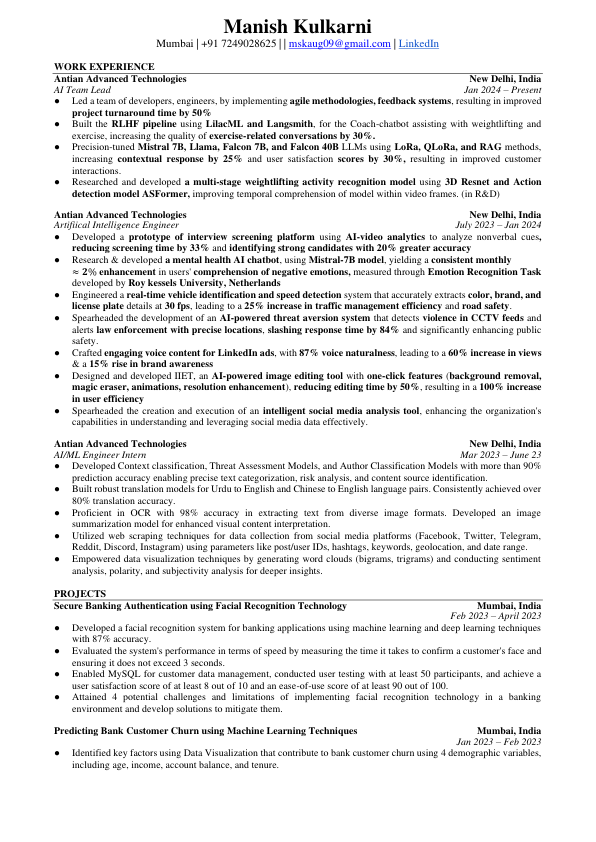 Manish Kulkarni
Mumbai | +91 7249028625 | | mskaug09@gmail.com | LinkedIn
WORK EXPERIENCE
Antian Advanced Technologies New Delhi, India
AI Team Lead Jan 2024 – Present
● Led a team of developers, engineers, by implementing agile methodologies, feedback systems, resulting in improved
project turnaround time by 50%
● Built the RLHF pipeline using LilacML and Langsmith, for the Coach-chatbot assisting with weightlifting and
exercise, increasing the quality of exercise-related conversations by 30%.
● Precision-tuned Mistral 7B, Llama, Falcon 7B, and Falcon 40B LLMs using LoRa, QLoRa, and RAG methods,
increasing contextual response by 25% and user satisfaction scores by 30%, resulting in improved customer
interactions.
● Researched and developed a multi-stage weightlifting activity recognition model using 3D Resnet and Action
detection model ASFormer, improving temporal comprehension of model within video frames. (in R&D)
Antian Advanced Technologies New Delhi, India
Artifiical Intelligence Engineer July 2023 – Jan 2024
● Developed a prototype of interview screening platform using AI-video analytics to analyze nonverbal cues,
reducing screening time by 33% and identifying strong candidates with 20% greater accuracy
● Research & developed a mental health AI chatbot, using Mistral-7B model, yielding a consistent monthly
≈ 2% enhancement in users' comprehension of negative emotions, measured through Emotion Recognition Task
developed by Roy kessels University, Netherlands
● Engineered a real-time vehicle identification and speed detection system that accurately extracts color, brand, and
license plate details at 30 fps, leading to a 25% increase in traffic management efficiency and road safety.
● Spearheaded the development of an AI-powered threat aversion system that detects violence in CCTV feeds and
alerts law enforcement with precise locations, slashing response time by 84% and significantly enhancing public
safety.
● Crafted engaging voice content for LinkedIn ads, with 87% voice naturalness, leading to a 60% increase in views
& a 15% rise in brand awareness
● Designed and developed IIET, an AI-powered image editing tool with one-click features (background removal,
magic eraser, animations, resolution enhancement), reducing editing time by 50%, resulting in a 100% increase
in user efficiency
● Spearheaded the creation and execution of an intelligent social media analysis tool, enhancing the organization's
capabilities in understanding and leveraging social media data effectively.
Antian Advanced Technologies New Delhi, India
AI/ML Engineer Intern Mar 2023 – June 23
● Developed Context classification, Threat Assessment Models, and Author Classification Models with more than 90%
prediction accuracy enabling precise text categorization, risk analysis, and content source identification.
● Built robust translation models for Urdu to English and Chinese to English language pairs. Consistently achieved over
80% translation accuracy.
● Proficient in OCR with 98% accuracy in extracting text from diverse image formats. Developed an image
summarization model for enhanced visual content interpretation.
● Utilized web scraping techniques for data collection from social media platforms (Facebook, Twitter, Telegram,
Reddit, Discord, Instagram) using parameters like post/user IDs, hashtags, keywords, geolocation, and date range.
● Empowered data visualization techniques by generating word clouds (bigrams, trigrams) and conducting sentiment
analysis, polarity, and subjectivity analysis for deeper insights.
PROJECTS
Secure Banking Authentication using Facial Recognition Technology Mumbai, India
Feb 2023 – April 2023
● Developed a facial recognition system for banking applications using machine learning and deep learning techniques
with 87% accuracy.
● Evaluated the system's performance in terms of speed by measuring the time it takes to confirm a customer's face and
ensuring it does not exceed 3 seconds.
● Enabled MySQL for customer data management, conducted user testing with at least 50 participants, and achieve a
user satisfaction score of at least 8 out of 10 and an ease-of-use score of at least 90 out of 100.
● Attained 4 potential challenges and limitations of implementing facial recognition technology in a banking
environment and develop solutions to mitigate them.
Predicting Bank Customer Churn using Machine Learning Techniques Mumbai, India
Jan 2023 – Feb 2023
● Identified key factors using Data Visualization that contribute to bank customer churn using 4 demographic variables,
including age, income, account balance, and tenure.